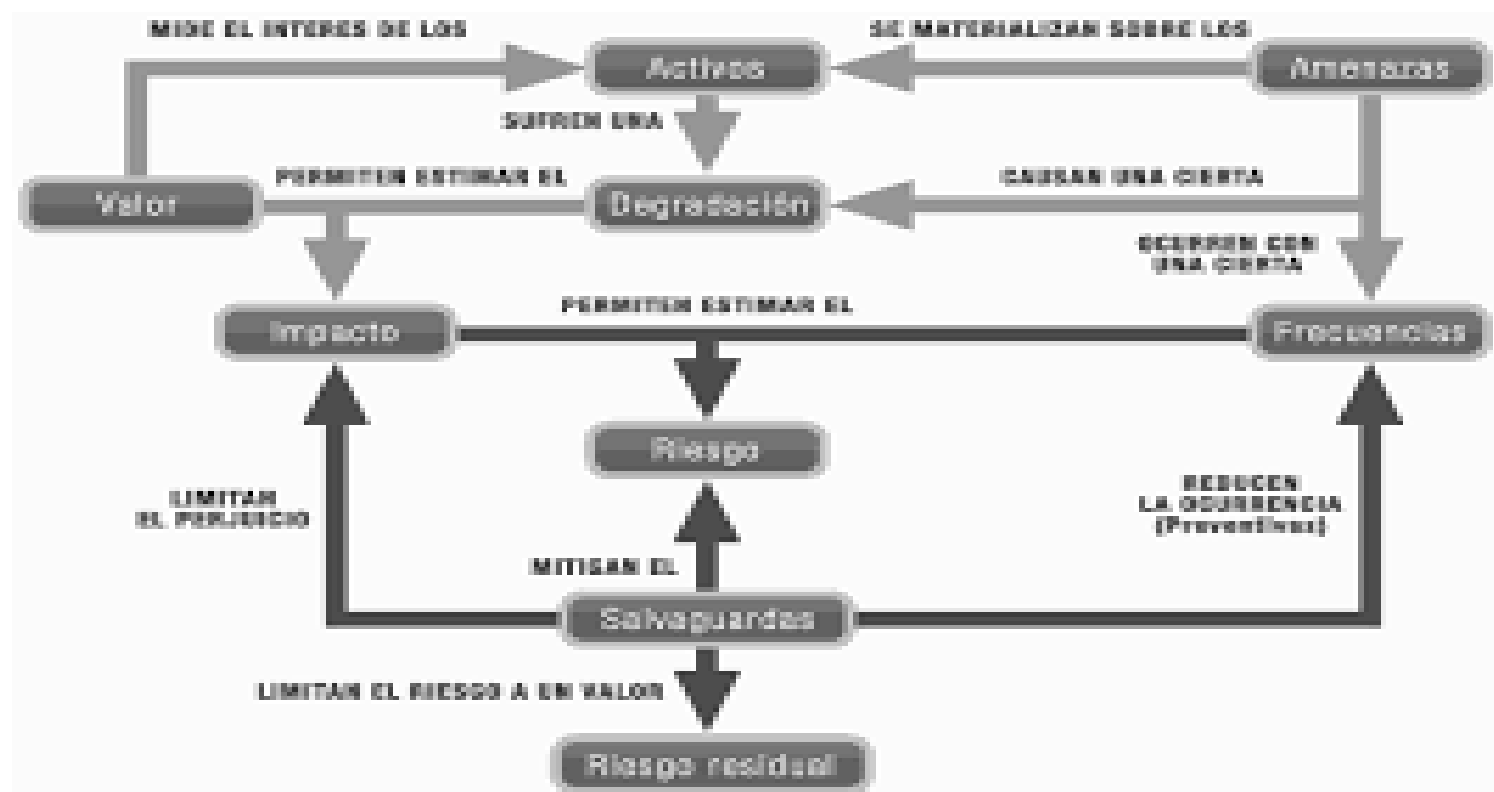 MIDE EL INTERES DE LOS
SE MATERIALIZAN SOBRE LOS
Activos
Amenazas
SUFREN UNA
PERMITEN ESTIMAR EL
CAUSAN UNA CIERTA
Valor
Degradación
OCURREN CON
UNA CIERTA
PERMITEN ESTIMAR EL
Impacto
Frecuencias
Riesgo
LIMITAR
EL PERJUICIO
REDUCEN
LA OCURRENCIA
(Preventivos)
MITIGAN EL
Salvaguardas
LIMITAN EL RIESGO A UN VALOR
Riesgo residual